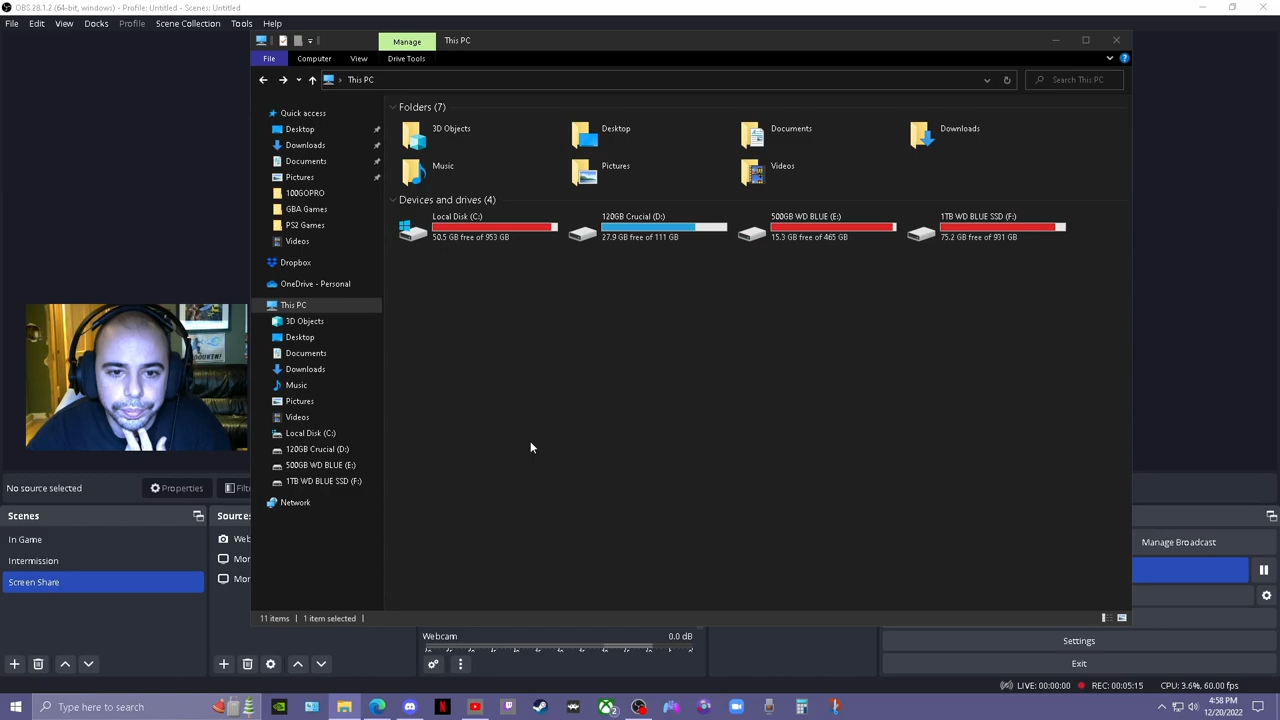 OBS 28.1.2 (64-bit, windows) - Profile: Untitled - Scenes: Untitled
File Edit View Docks Profile Scene Collection Tools Help
Manage This PC
File Computer View Drive Tools
This PC
Search This PC
Quick access
Desktop
Downloads
Documents
Pictures
100GOPRO
GBA Games
PS2 Games
Videos
Dropbox
OneDrive - Personal
This PC
3D Objects
Desktop
Documents
Downloads
Music
Pictures
Videos
Local Disk (C:)
120GB Crucial (D:)
500GB WD BLUE (E:)
1TB WD BLUE SSD (F:)
Network
Folders (7)
3D Objects Desktop Documents Downloads
Music Pictures Videos
Devices and drives (4)
Local Disk (C:) 120GB Crucial (D:) 500GB WD BLUE (E:) 1TB WD BLUE SSD (F:)
50.5 GB free of 953 GB 27.9 GB free of 111 GB 15.3 GB free of 465 GB 75.2 GB free of 931 GB
11 items 1 item selected
No source selected Properties Filt
Scenes Sources
In Game
Intermission
Screen Share
Web
Mor
Mor
Webcam 0.0 dB
Manage Broadcast
Settings
Exit
LIVE: 00:00:00 REC: 00:05:15 CPU: 3.6%, 60.00 fps
Type here to search
4:58 PM
12/20/2022